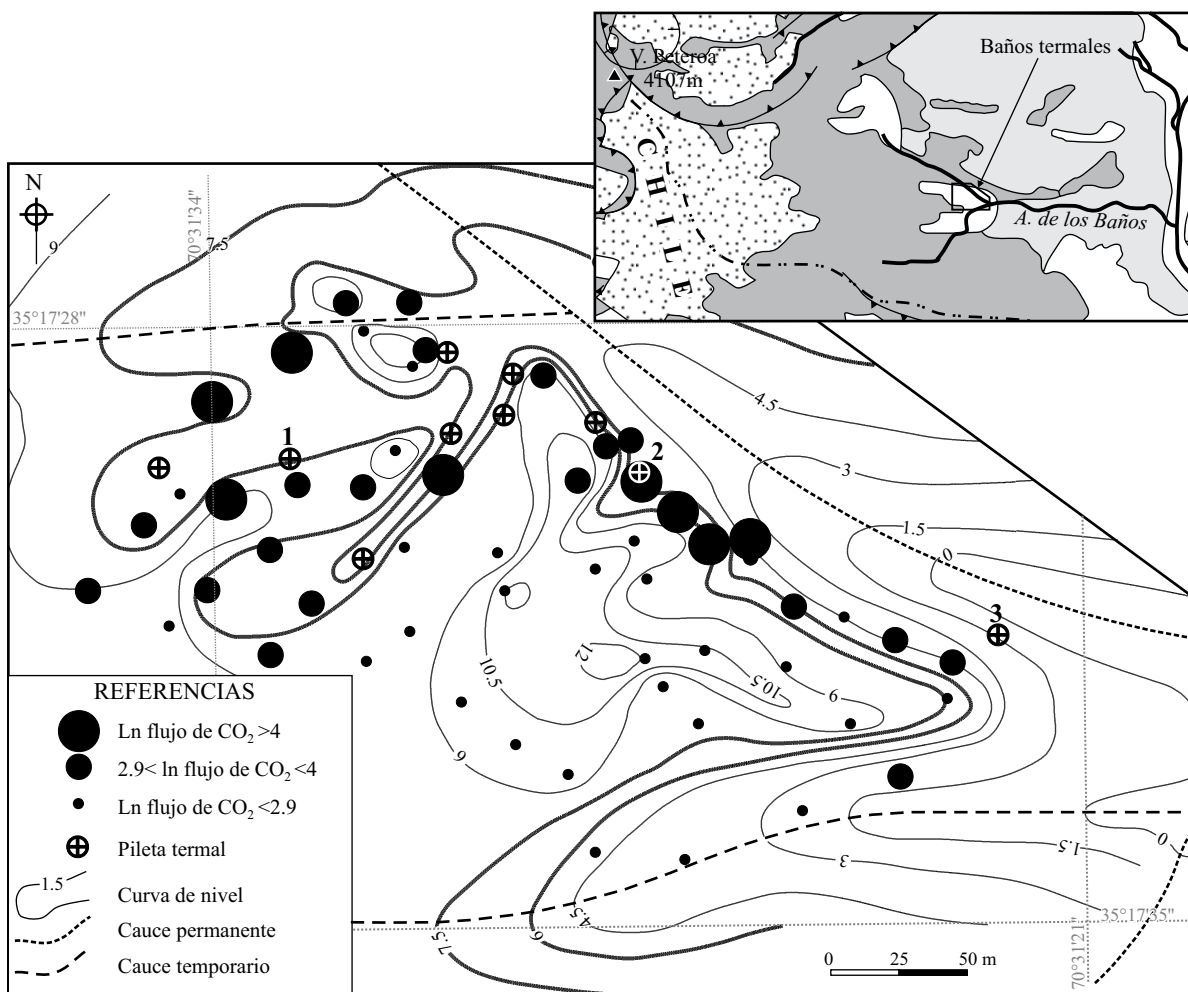 V. Peteroa
4107m
Baños termales
CHILE
A. de los Baños
N
9
70°31'34"
7.5
35°17'28"
4.5
3
1.5
0
1
2
3
12
10.5
10.5
9
9
REFERENCIAS
Ln flujo de CO2 >4
2.9< ln flujo de CO2 <4
Ln flujo de CO2 <2.9
Pileta termal
1.5
Curva de nivel
Cauce permanente
Cauce temporario
7.5
6
4.5
3
1.5
0
35°17'35"
70°31'21"
0
25
50 m